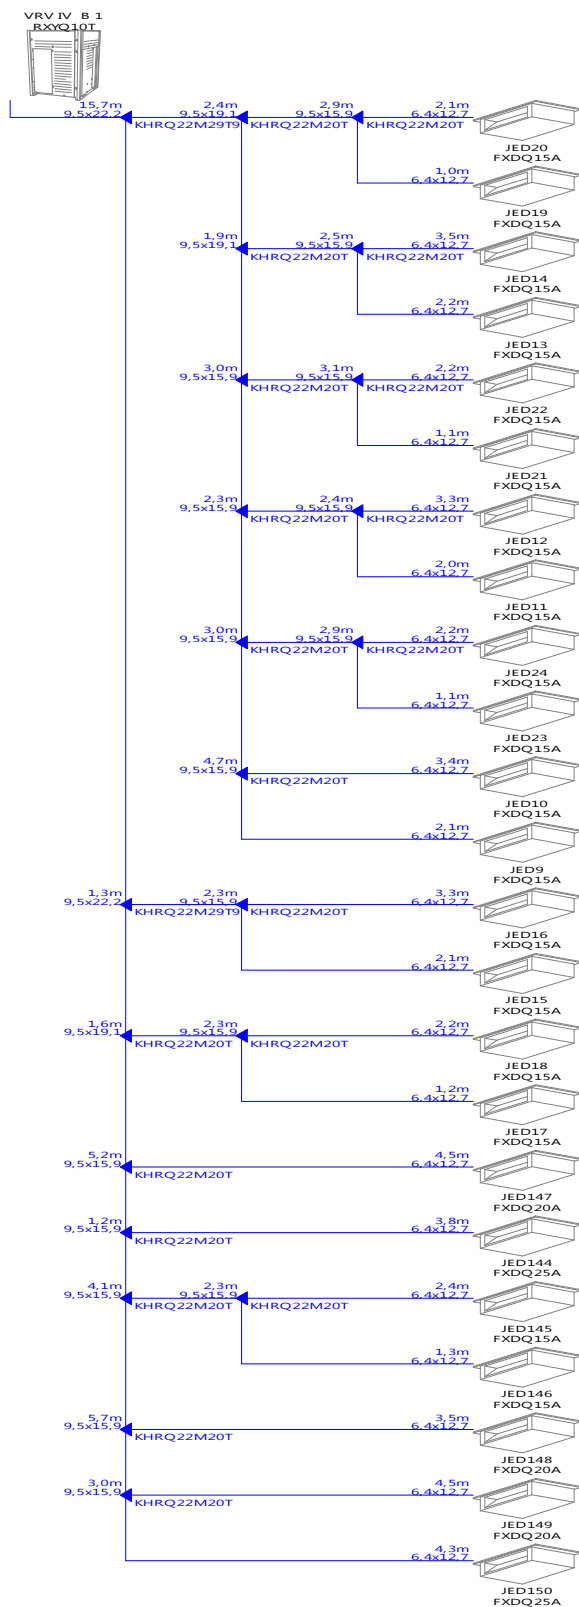 VRV IV B 1
RXYQ10T
15,7m 2,4m 2,9m 2,1m
9,5x22,2 9,5x19,1 9,5x15,9 6,4x12,7
KHRQ22M29T9 KHRQ22M20T KHRQ22M20T
JED20
FXDQ15A
1,0m
6,4x12,7
JED19
FXDQ15A
1,9m 2,5m 3,5m
9,5x19,1 9,5x15,9 6,4x12,7
KHRQ22M20T KHRQ22M20T
JED14
FXDQ15A
2,2m
6,4x12,7
JED13
FXDQ15A
3,0m 3,1m 2,2m
9,5x15,9 9,5x15,9 6,4x12,7
KHRQ22M20T KHRQ22M20T
JED22
FXDQ15A
1,1m
6,4x12,7
JED21
FXDQ15A
2,3m 2,4m 3,3m
9,5x15,9 9,5x15,9 6,4x12,7
KHRQ22M20T KHRQ22M20T
JED12
FXDQ15A
2,0m
6,4x12,7
JED11
FXDQ15A
3,0m 2,9m 2,2m
9,5x15,9 9,5x15,9 6,4x12,7
KHRQ22M20T KHRQ22M20T
JED24
FXDQ15A
1,1m
6,4x12,7
JED23
FXDQ15A
4,7m 3,4m
9,5x15,9 6,4x12,7
KHRQ22M20T
JED10
FXDQ15A
2,1m
6,4x12,7
JED9
FXDQ15A
1,3m 2,3m 3,3m
9,5x22,2 9,5x15,9 6,4x12,7
KHRQ22M29T9 KHRQ22M20T
JED16
FXDQ15A
2,1m
6,4x12,7
JED15
FXDQ15A
1,6m 2,3m 2,2m
9,5x19,1 9,5x15,9 6,4x12,7
KHRQ22M20T KHRQ22M20T
JED18
FXDQ15A
1,2m
6,4x12,7
JED17
FXDQ15A
5,2m 4,5m
9,5x15,9 6,4x12,7
KHRQ22M20T
JED147
FXDQ20A
1,2m 3,8m
9,5x15,9 6,4x12,7
KHRQ22M20T
JED144
FXDQ25A
4,1m 2,3m 2,4m
9,5x15,9 9,5x15,9 6,4x12,7
KHRQ22M20T KHRQ22M20T
JED145
FXDQ15A
1,3m
6,4x12,7
JED146
FXDQ15A
5,7m 3,5m
9,5x15,9 6,4x12,7
KHRQ22M20T
JED148
FXDQ20A
3,0m 4,5m
9,5x15,9 6,4x12,7
KHRQ22M20T
JED149
FXDQ20A
4,3m
6,4x12,7
JED150
FXDQ25A